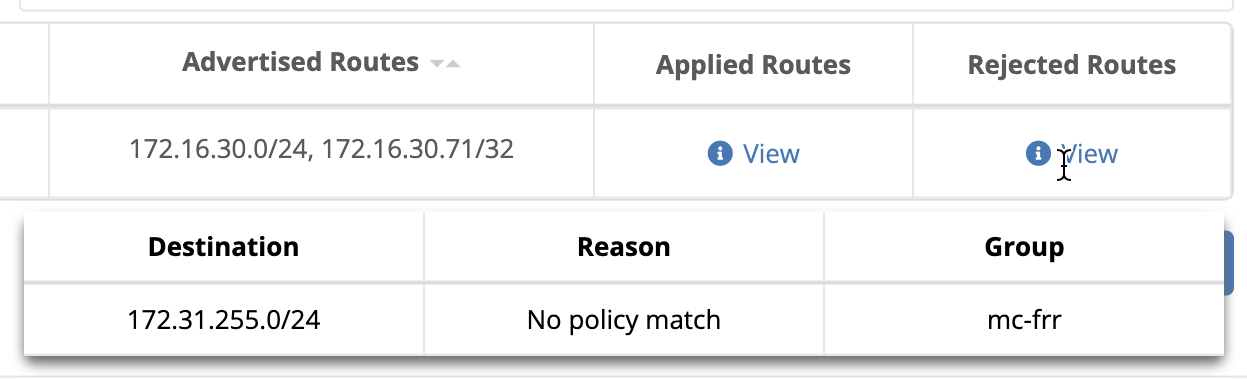 Advertised Routes Applied Routes Rejected Routes
172.16.30.0/24, 172.16.30.71/32 View View
Destination Reason Group
172.31.255.0/24 No policy match mc-frr